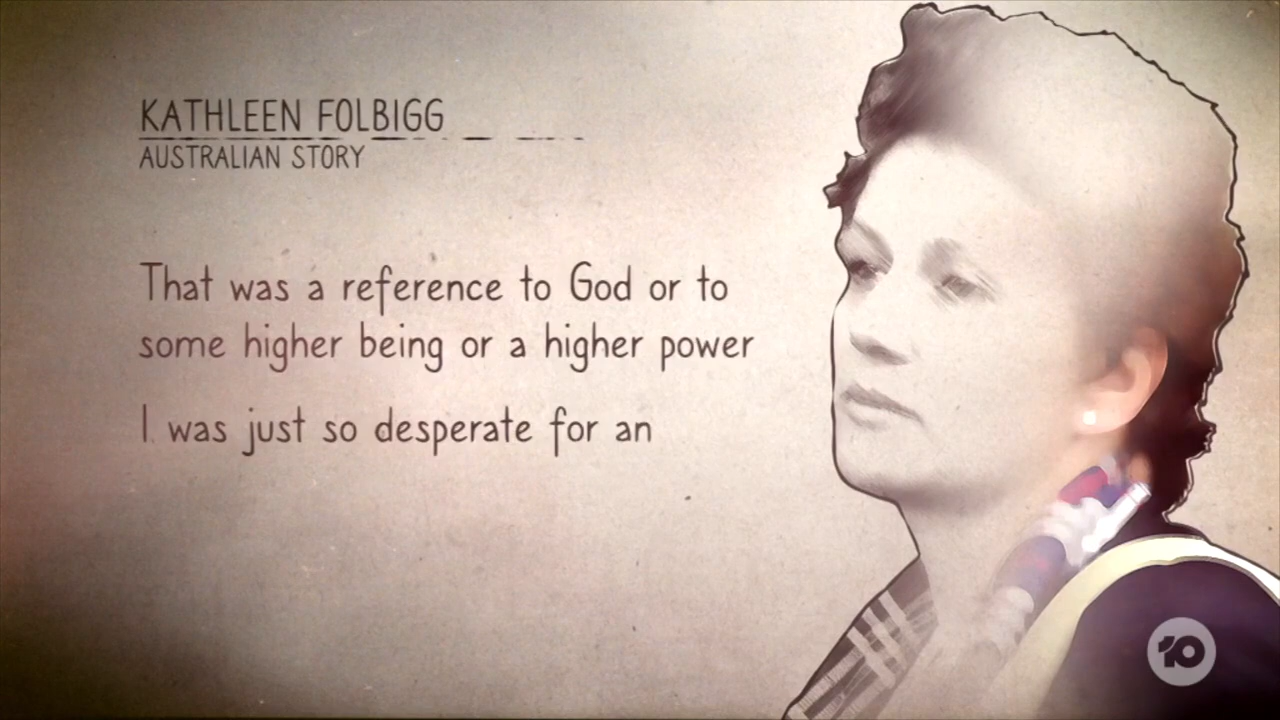 KATHLEEN FOLBIGG
AUSTRALIAN STORY
That was a reference to God or to
some higher being or a higher power
I was just so desperate for an
10